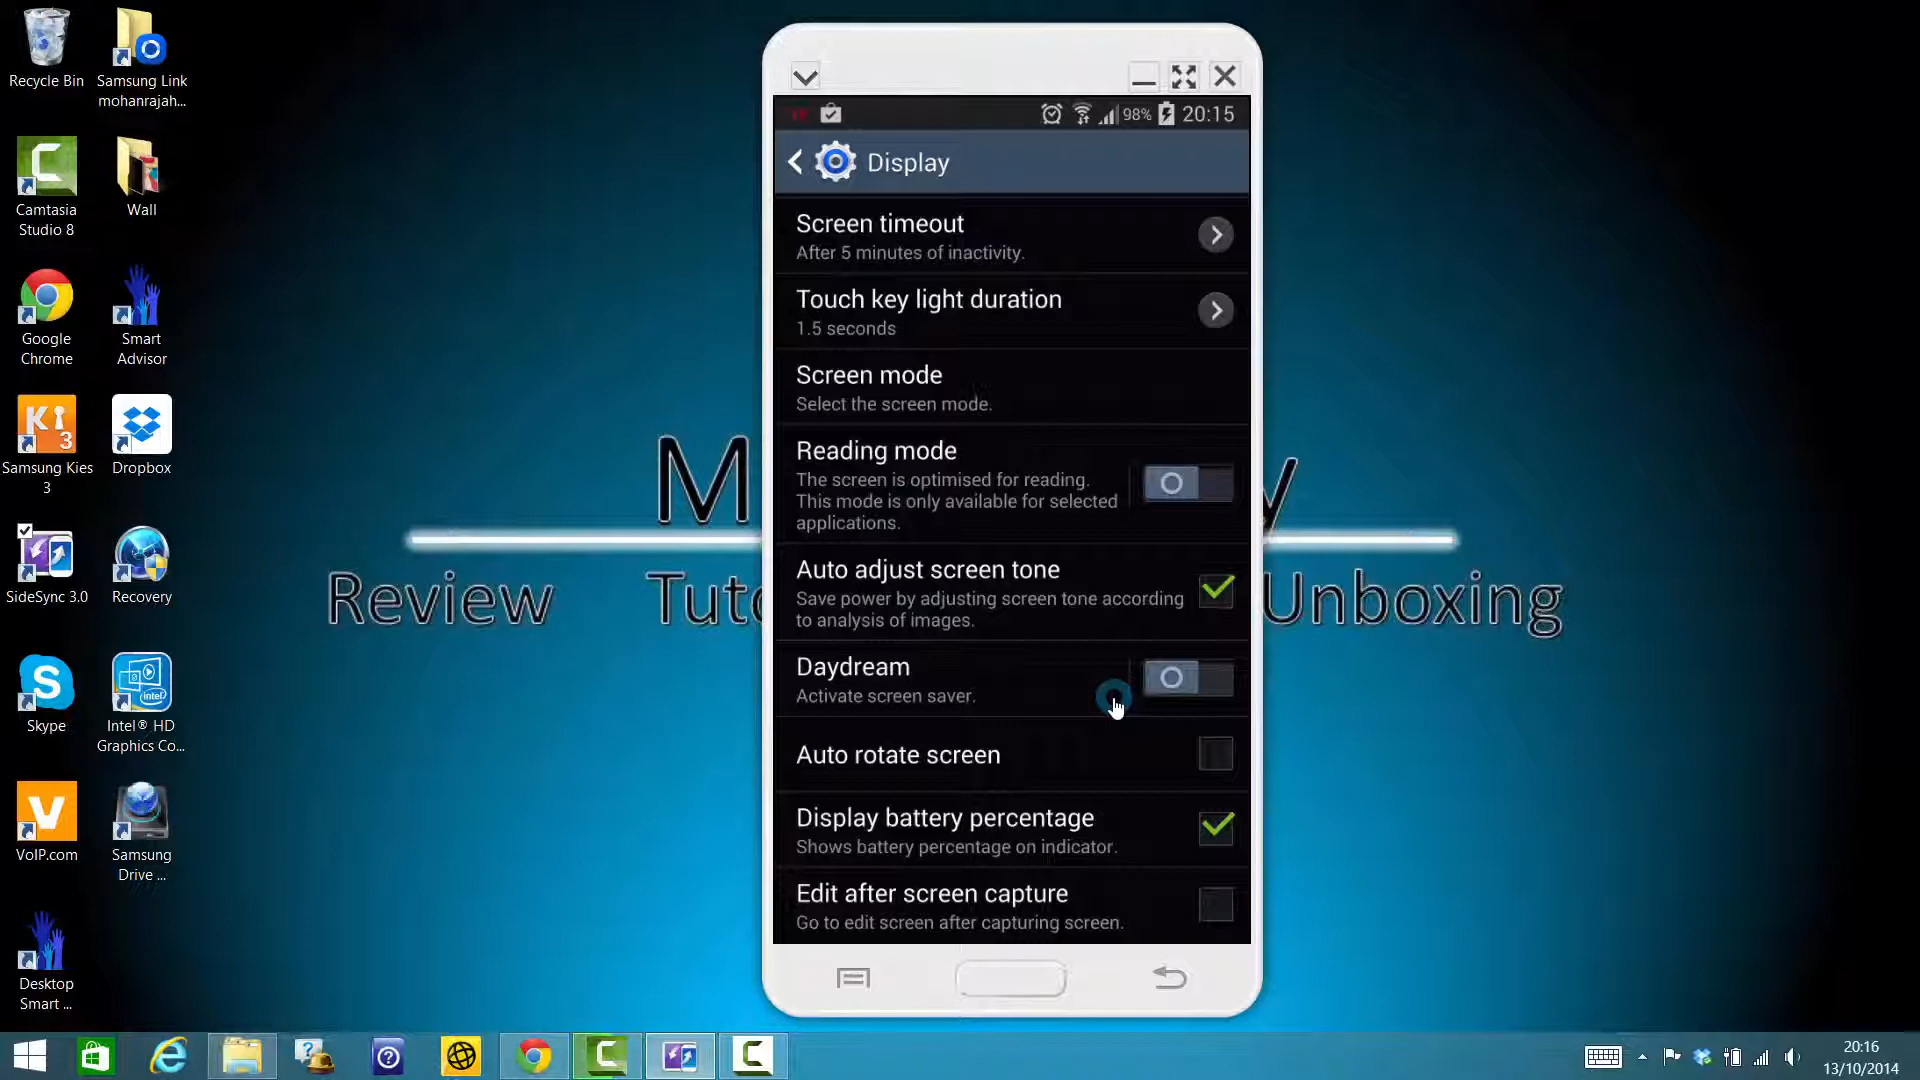 Recycle Bin
Samsung Link
mohanrajah...
Camtasia
Studio 8
Wall
Google
Chrome
Smart
Advisor
Samsung Kies
3
Dropbox
SideSync 3.0
Recovery
Skype
Intel® HD
Graphics Co...
VoIP.com
Samsung
Drive ...
Desktop
Smart ...
Review
Unboxing
98%
20:15
Display
Screen timeout
After 5 minutes of inactivity.
Touch key light duration
1.5 seconds
Screen mode
Select the screen mode.
Reading mode
The screen is optimised for reading.
This mode is only available for selected
applications.
Auto adjust screen tone
Save power by adjusting screen tone according
to analysis of images.
Daydream
Activate screen saver.
Auto rotate screen
Display battery percentage
Shows battery percentage on indicator.
Edit after screen capture
Go to edit screen after capturing screen.
20:16
13/10/2014